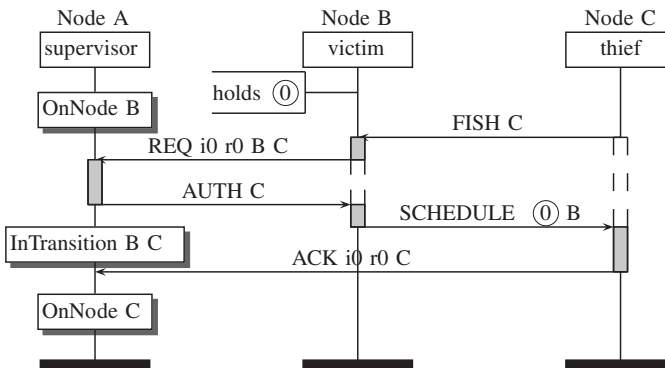 Node A Node B Node C
supervisor victim thief
holds 0
OnNode B
FISH C
REQ i0 r0 B C
AUTH C
SCHEDULE 0 B
InTransition B C
ACK i0 r0 C
OnNode C